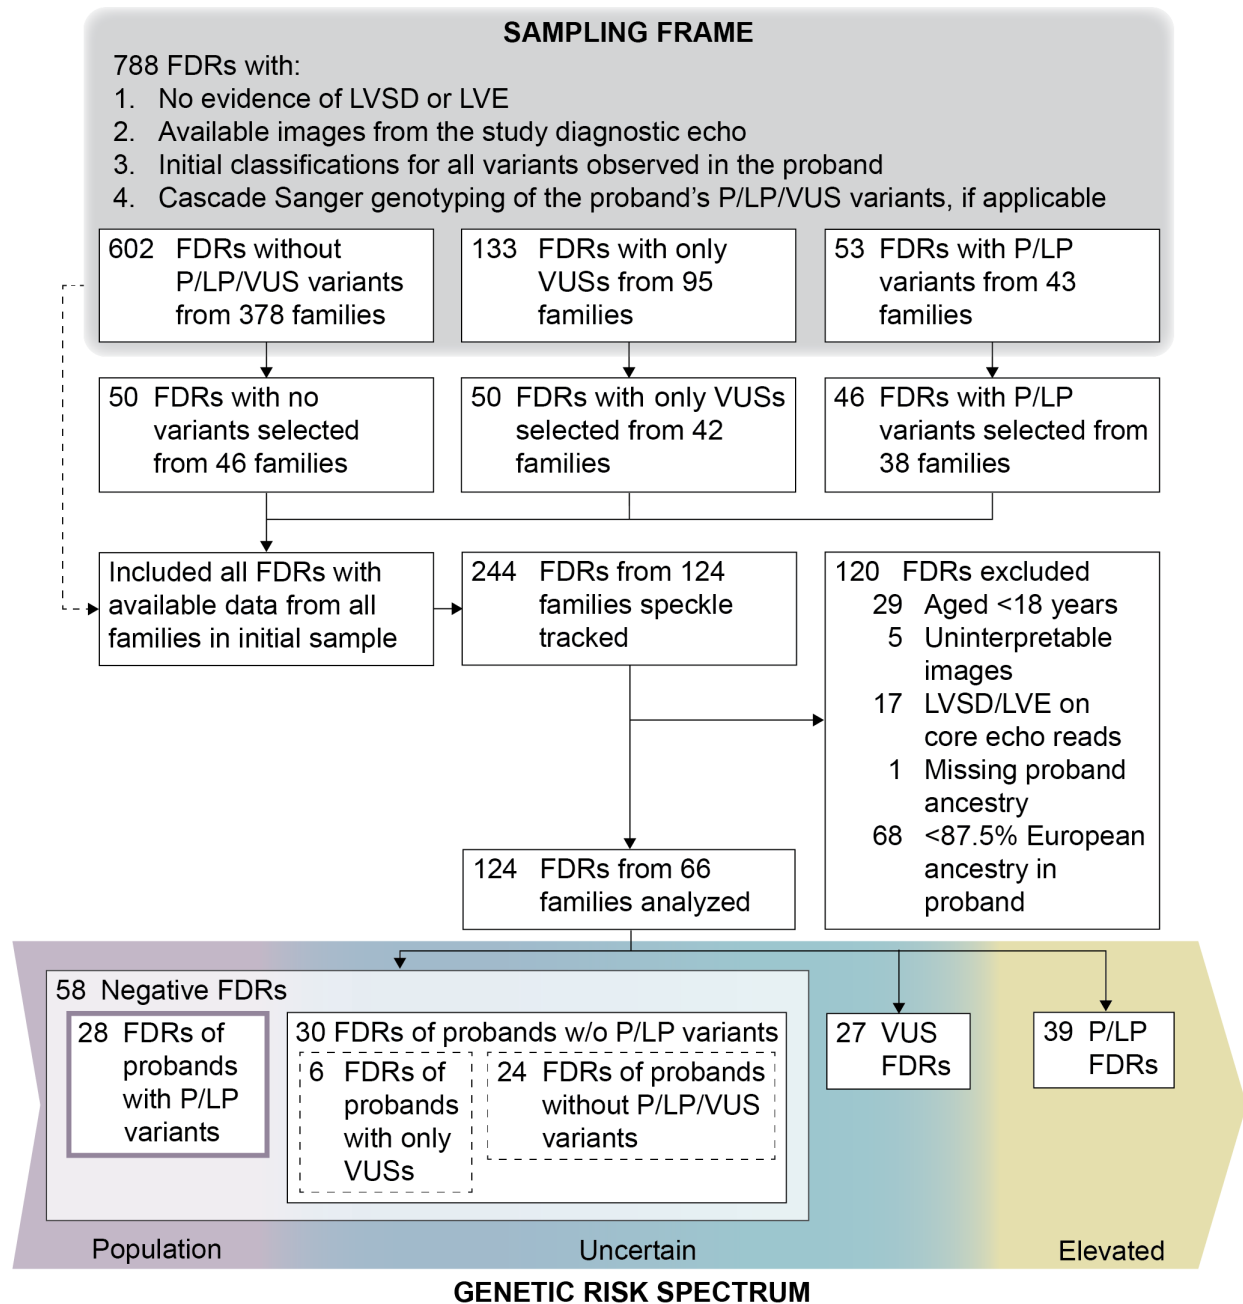 SAMPLING FRAME
788 FDRs with:
1. No evidence of LVSD or LVE
2. Available images from the study diagnostic echo
3. Initial classifications for all variants observed in the proband
4. Cascade Sanger genotyping of the proband's P/LP/VUS variants, if applicable
602 FDRs without
P/LP/VUS variants
from 378 families
133 FDRs with only
VUSs from 95
families
53 FDRs with P/LP
variants from 43
families
50 FDRs with no
variants selected
from 46 families
50 FDRs with only VUSs
selected from 42
families
46 FDRs with P/LP
variants selected from
38 families
Included all FDRs with
available data from all
families in initial sample
244 FDRs from 124
families speckle
tracked
120 FDRs excluded
29 Aged <18 years
5 Uninterpretable
images
17 LVSD/LVE on
core echo reads
1 Missing proband
ancestry
68 <87.5% European
ancestry in
proband
124 FDRs from 66
families analyzed
58 Negative FDRs
28 FDRs of
probands
with P/LP
variants
30 FDRs of probands w/o P/LP variants
6 FDRs of
probands
with only
VUSs
24 FDRs of probands
without P/LP/VUS
variants
27 VUS
FDRs
39 P/LP
FDRs
Population
Uncertain
Elevated
GENETIC RISK SPECTRUM